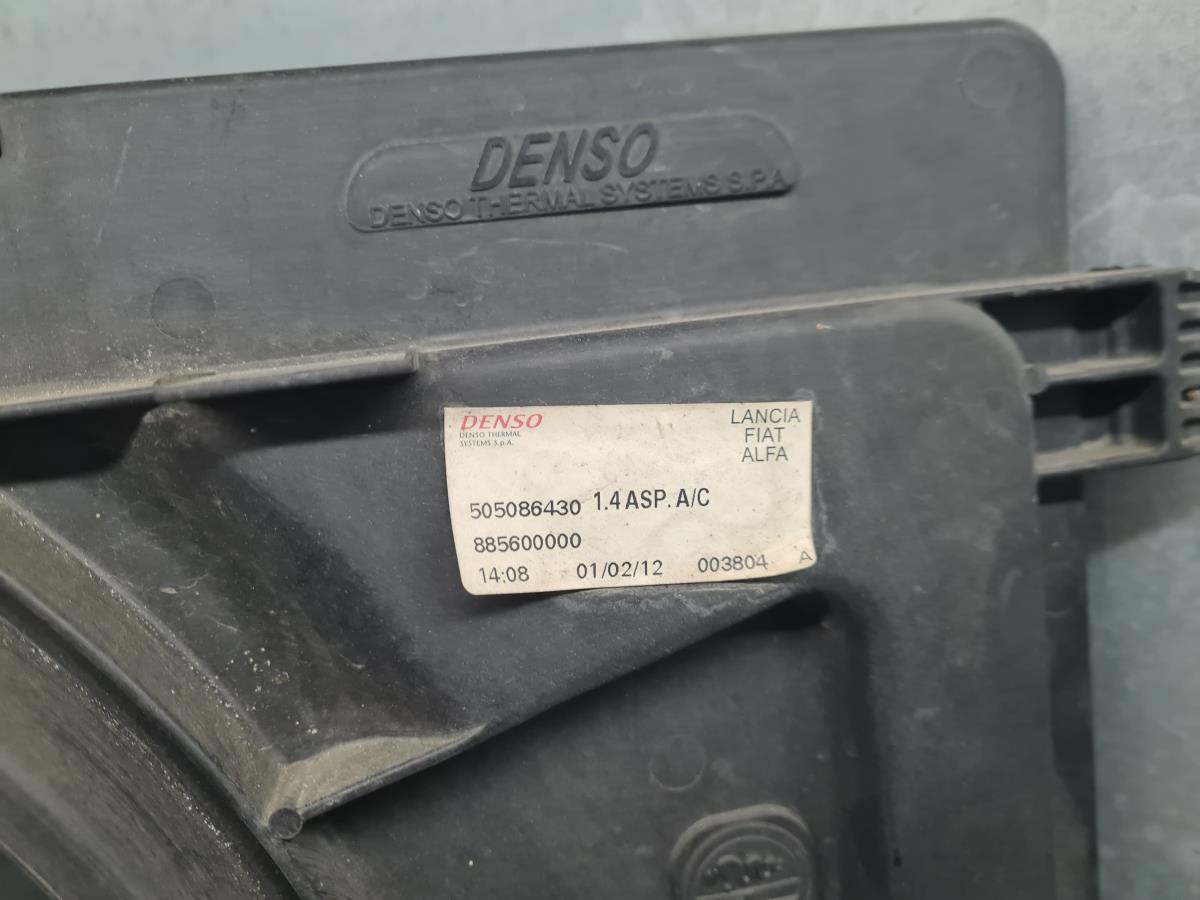 DENSO
DENSO THERMAL SYSTEMS S.P.A
DENSO
DENSO THERMAL
SYSTEMS S.p.A.
LANCIA
FIAT
ALFA
505086430 1.4 ASP. A/C
885600000
14:08 01/02/12 003804 A